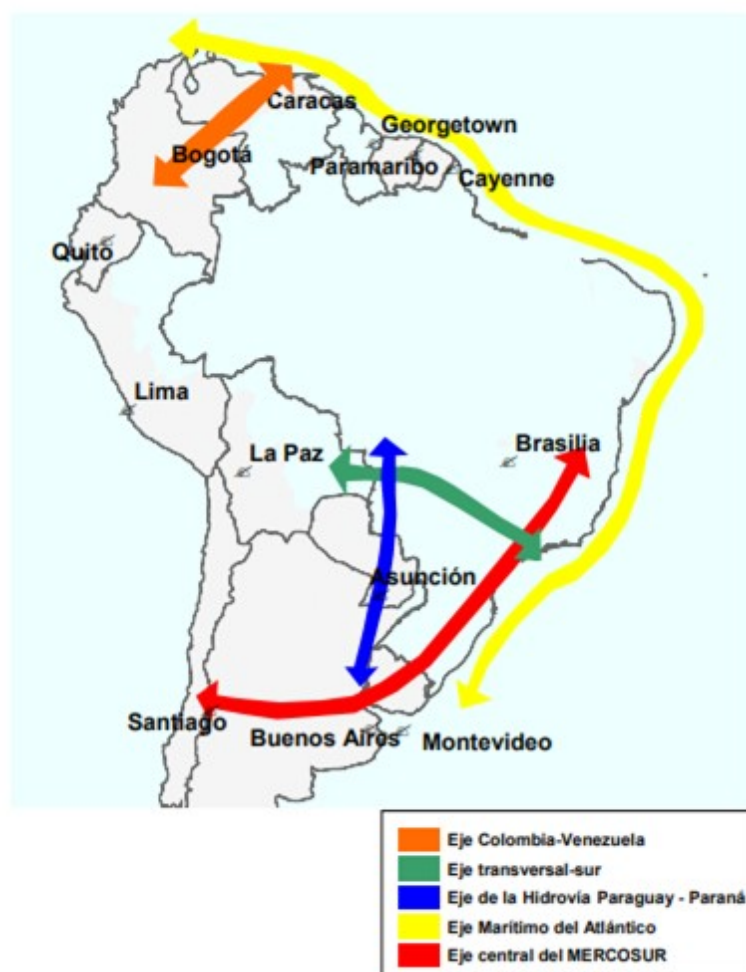 Caracas
Georgetown
Bogotá
Paramaribo
Cayenne
Quito
Lima
La Paz
Brasilia
Asunción
Santiago
Buenos Aires
Montevideo
Eje Colombia-Venezuela
Eje transversal-sur
Eje de la Hidrovía Paraguay - Paraná
Eje Marítimo del Atlántico
Eje central del MERCOSUR